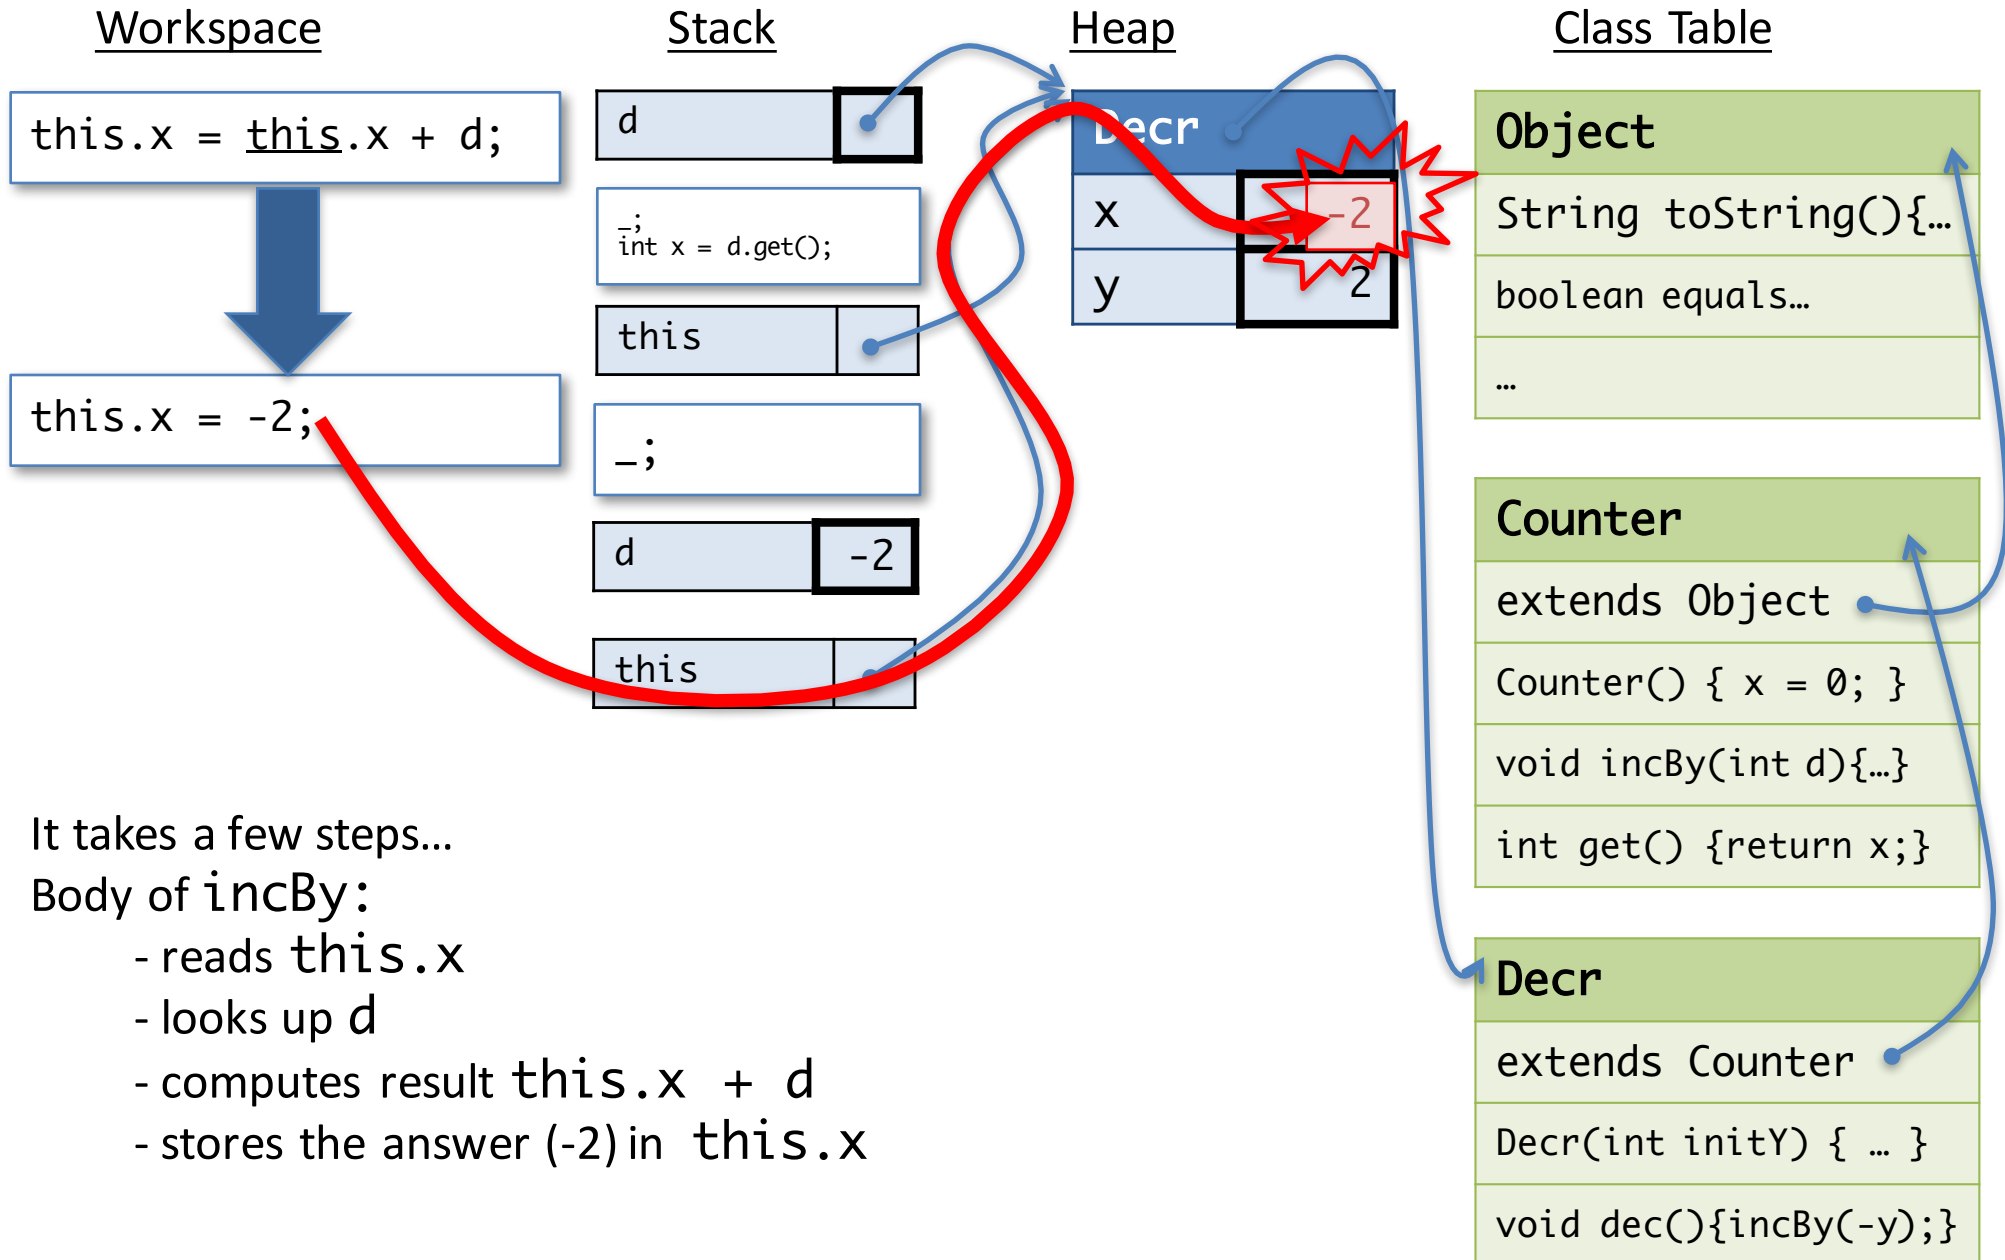 Workspace
this.x = this.x + d;
this.x = -2;
Stack
d
_;
int x = d.get();
this
_;
d -2
this
Heap
Decr
x -2
y 2
Class Table
Object
String toString(){…
boolean equals…
…
Counter
extends Object
Counter() { x = 0; }
void incBy(int d){…}
int get() {return x;}
Decr
extends Counter
Decr(int initY) { … }
void dec(){incBy(-y);}
It takes a few steps…
Body of incBy:
- reads this.x
- looks up d
- computes result this.x + d
- stores the answer (-2) in this.x